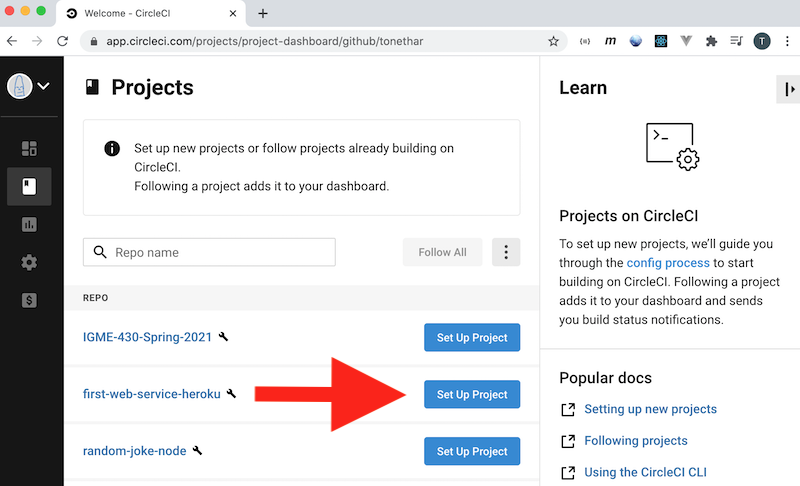 Welcome - CircleCI
app.circleci.com/projects/project-dashboard/github/tonethar
T
Projects
Set up new projects or follow projects already building on
CircleCI.
Following a project adds it to your dashboard.
Repo name
Follow All
REPO
IGME-430-Spring-2021
Set Up Project
first-web-service-heroku
Set Up Project
random-joke-node
Set Up Project
Learn
Projects on CircleCI
To set up new projects, we'll guide you
through the config process to start
building on CircleCI. Following a project
adds it to your dashboard and sends
you build status notifications.
Popular docs
Setting up new projects
Following projects
Using the CircleCI CLI